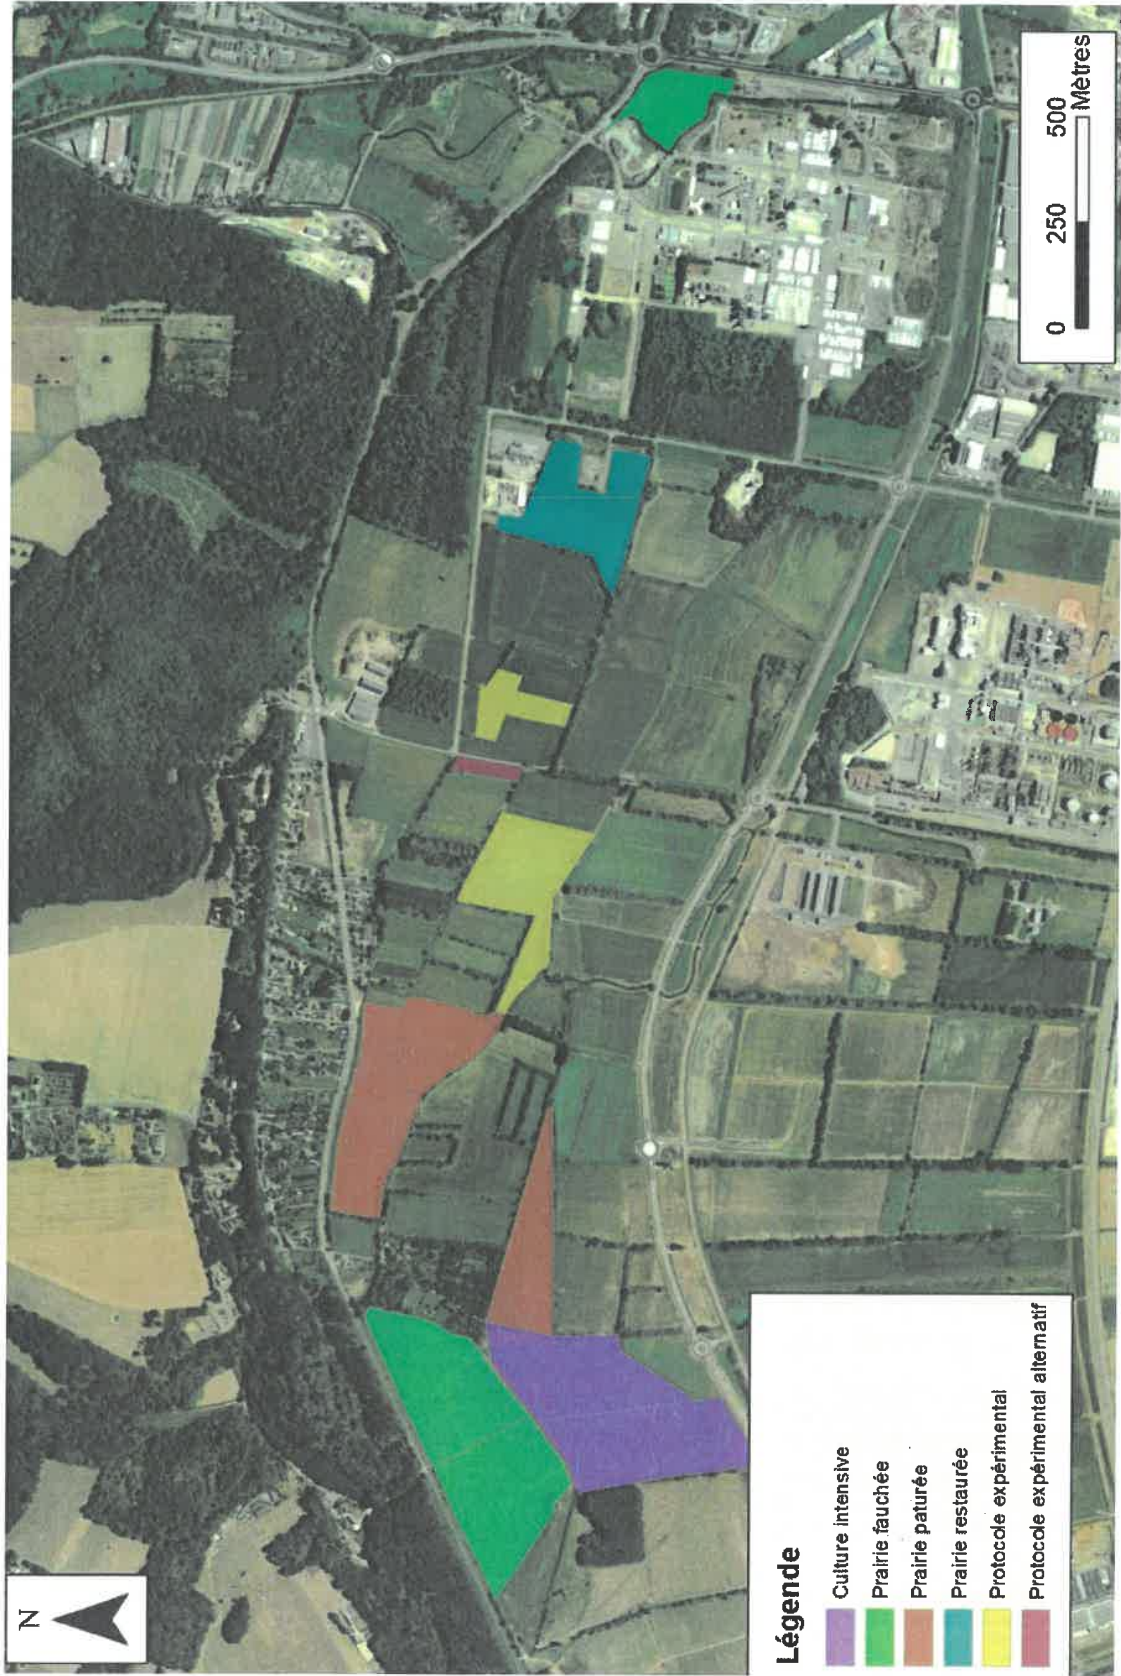 N
Légende
Culture intensive
Prairie fauchée
Prairie paturée
Prairie restaurée
Protocole expérimental
Protocole expérimental alternatif
0 250 500
Mètres